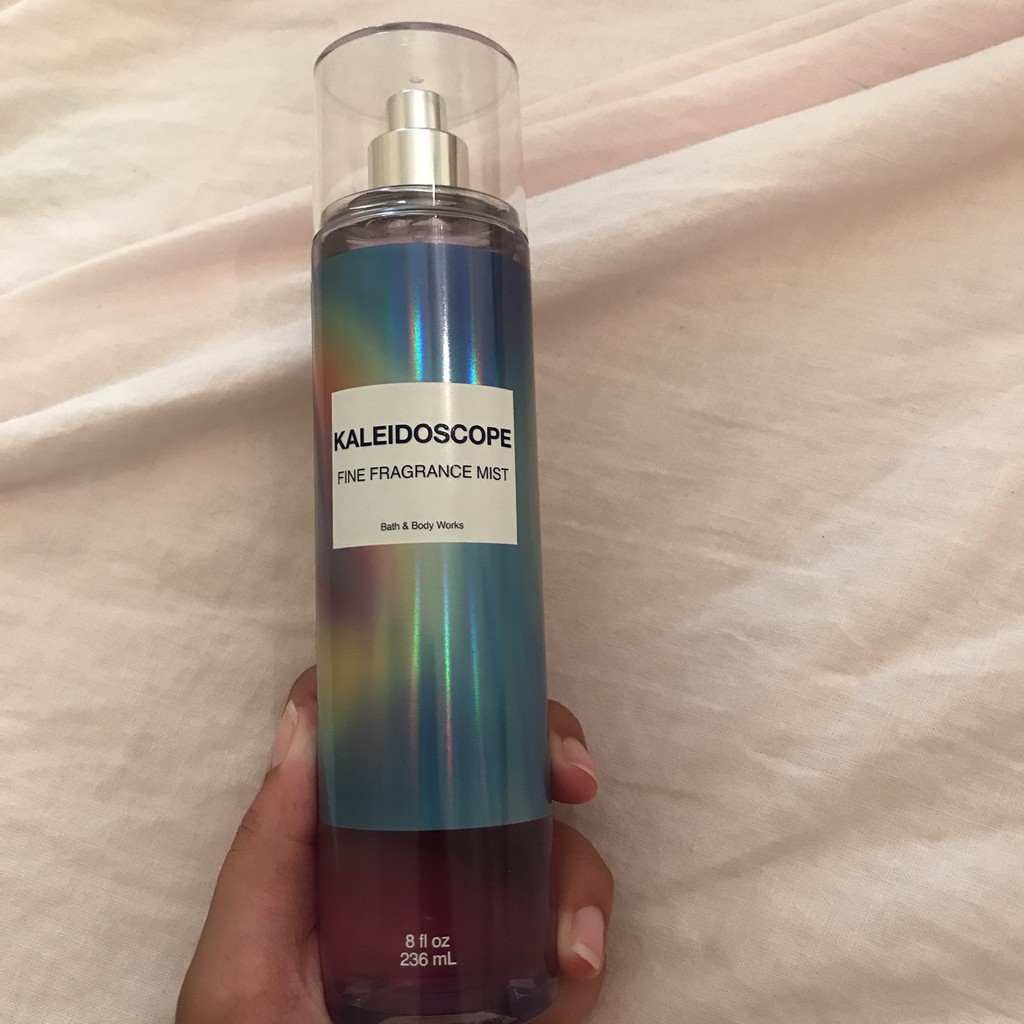 KALEIDOSCOPE
FINE FRAGRANCE MIST
Bath & Body Works
8 fl oz
236 mL